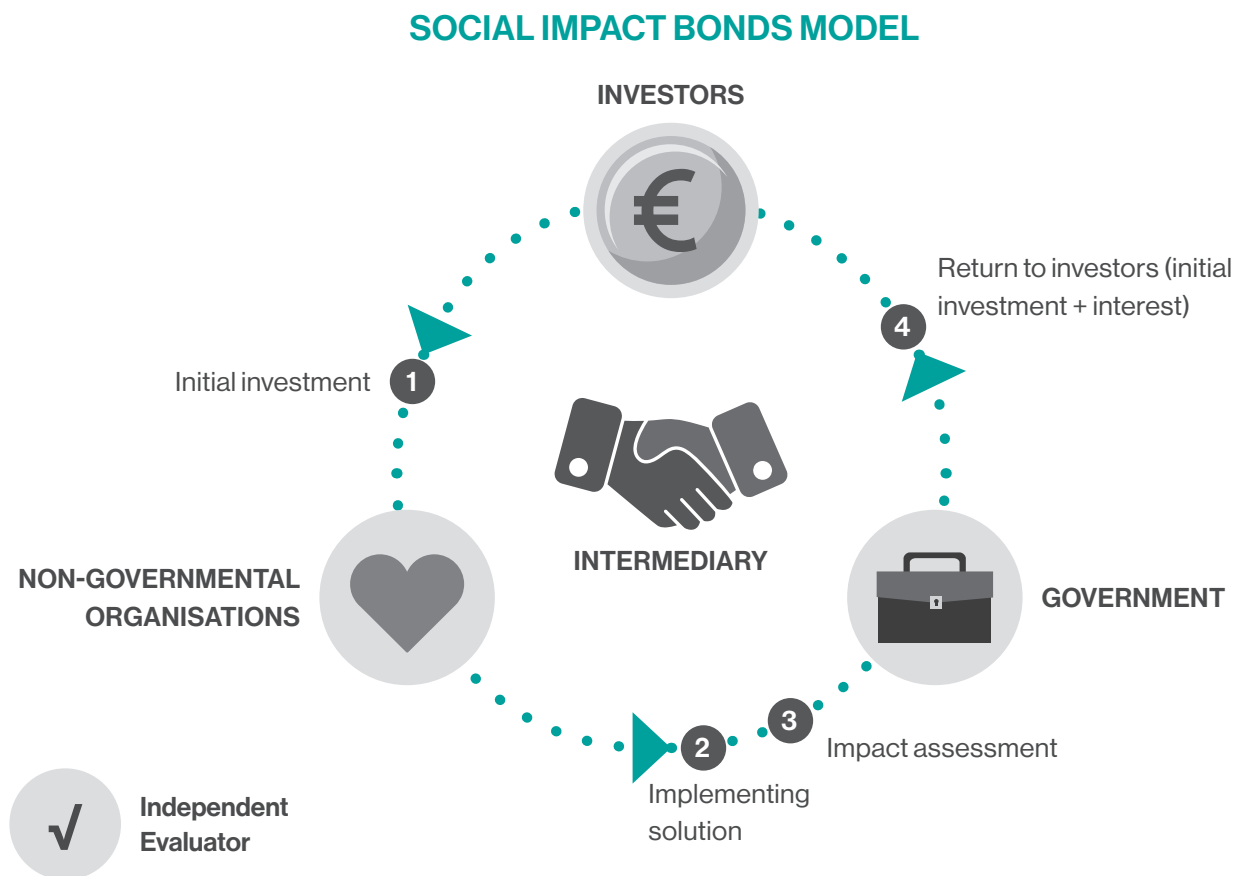 SOCIAL IMPACT BONDS MODEL
INVESTORS
€
Return to investors (initial
investment + interest)
4
Initial investment
1
INTERMEDIARY
NON-GOVERNMENTAL
ORGANISATIONS
GOVERNMENT
3
2
Impact assessment
Implementing
solution
√
Independent
Evaluator